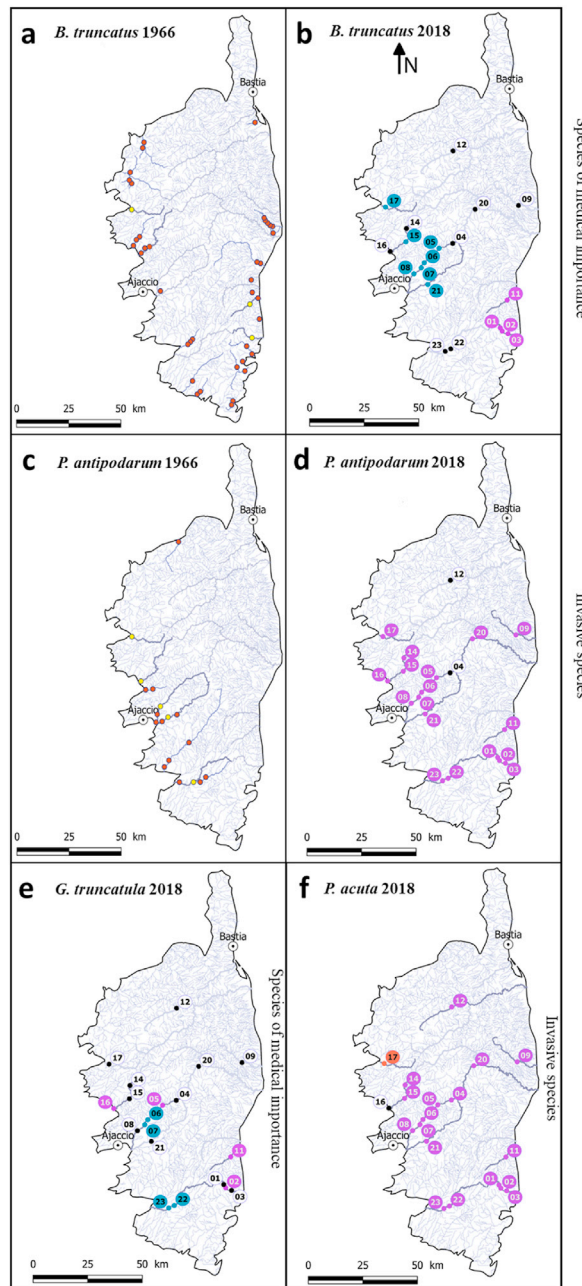 a B. truncatus 1966
Bastia
Ajaccio
0 25 50 km
b B. truncatus 2018
N
Bastia
12
17
20
09
14
15
05
04
16
06
08
07
Ajaccio
21
11
01
02
03
23
22
0 25 50 km
Species of medical importance
c P. antipodarum 1966
Bastia
Ajaccio
0 25 50 km
d P. antipodarum 2018
Bastia
12
17
20
09
14
15
16
05
04
06
08
07
Ajaccio
21
11
01
02
03
23
22
0 25 50 km
Invasive species
e G. truncatula 2018
Bastia
12
17
20
09
14
15
16
05
04
06
08
07
Ajaccio
21
11
01
02
03
23
22
0 25 50 km
Species of medical importance
f P. acuta 2018
Bastia
12
17
20
09
14
15
16
05
04
06
08
07
Ajaccio
21
11
01
02
03
23
22
0 25 50 km
Invasive species